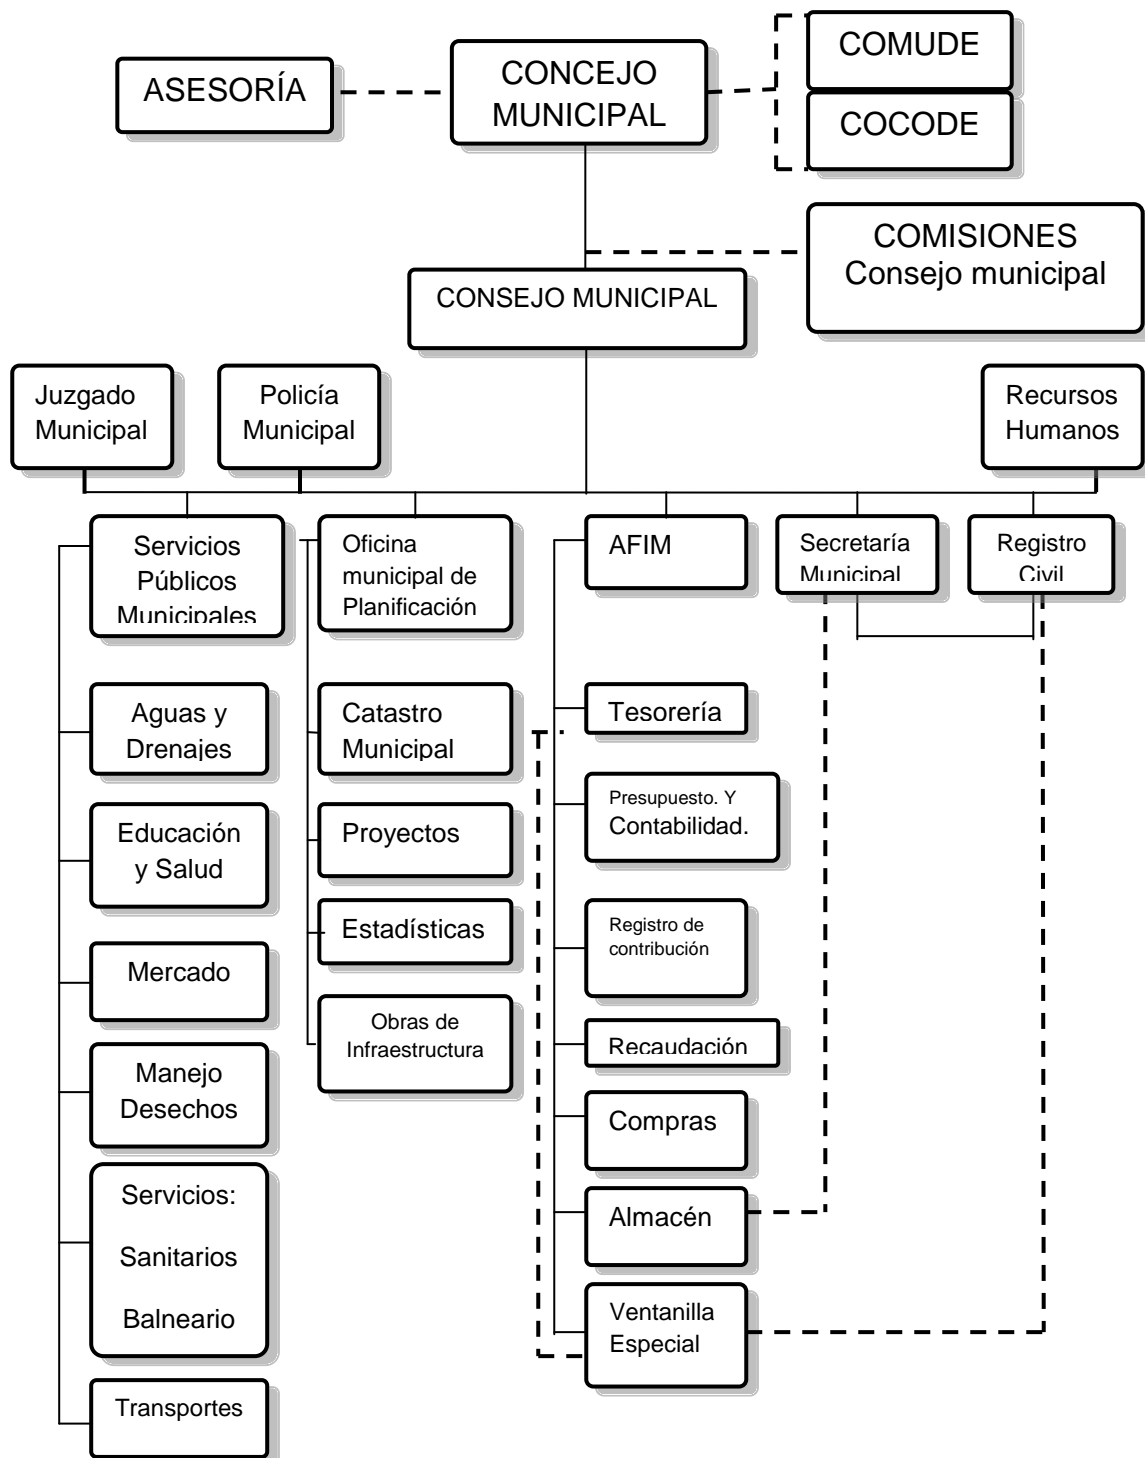 ASESORÍA
CONCEJO
MUNICIPAL
COMUDE
COCODE
COMISIONES
Consejo municipal
CONSEJO MUNICIPAL
Juzgado
Municipal
Policía
Municipal
Recursos
Humanos
Servicios
Públicos
Municipales
Oficina
municipal de
Planificación
AFIM
Secretaría
Municipal
Registro
Civil
Aguas y
Drenajes
Catastro
Municipal
Tesorería
Educación
y Salud
Proyectos
Presupuesto. Y
Contabilidad.
Mercado
Estadísticas
Registro de
contribución
Manejo
Desechos
Obras de
Infraestructura
Recaudación
Compras
Servicios:
Sanitarios
Balneario
Almacén
Ventanilla
Especial
Transportes